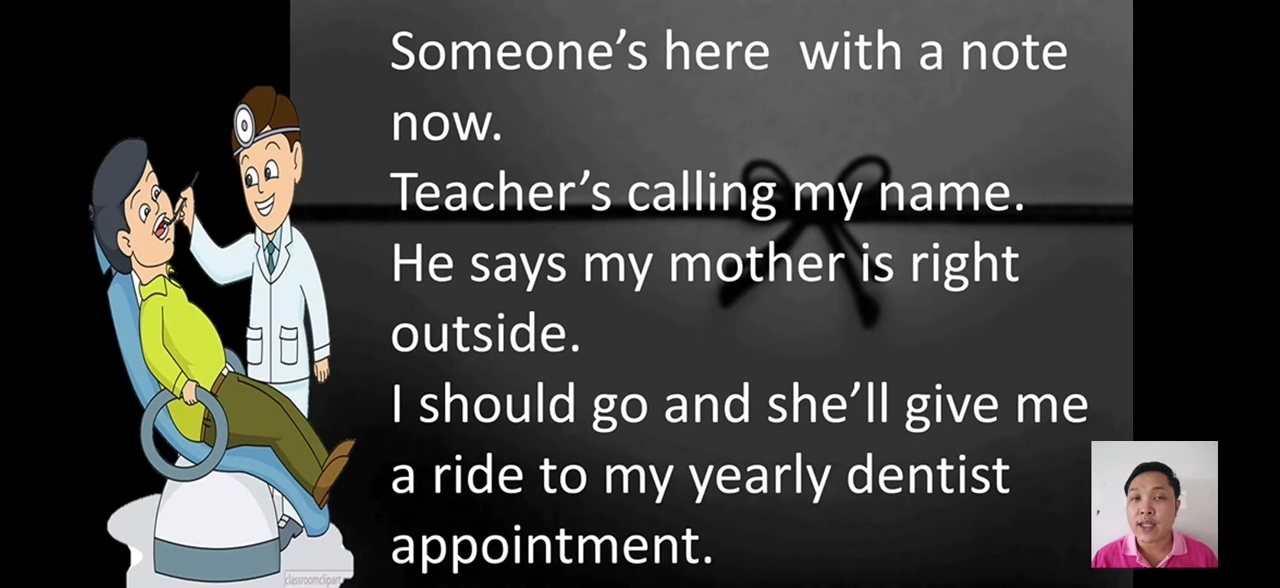 Someone’s here  with a note
now.
Teacher’s calling my name.
He says my mother is right
outside.
I should go and she’ll give me
a ride to my yearly dentist
appointment.
classroomclipart